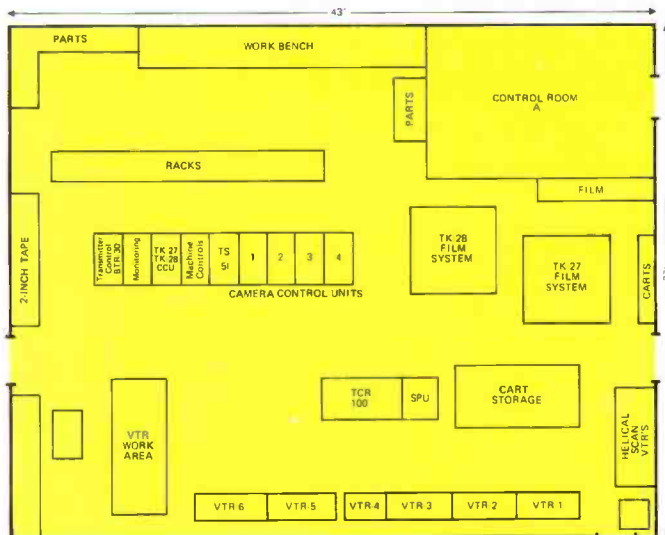 43'
PARTS
WORK BENCH
PARTS
CONTROL ROOM
A
RACKS
FILM
2-INCH TAPE
Transmitter
Control
BTR 30
Monitoring
TK 27
TK 28
CCU
Machine
Controls
TS
51
1
2
3
4
CAMERA CONTROL UNITS
TK 28
FILM
SYSTEM
TK 27
FILM
SYSTEM
CARTS
VTR
WORK
AREA
TCR
100
SPU
CART
STORAGE
HELICAL
SCAN
VTR'S
VTR 6
VTR 5
VTR 4
VTR 3
VTR 2
VTR 1